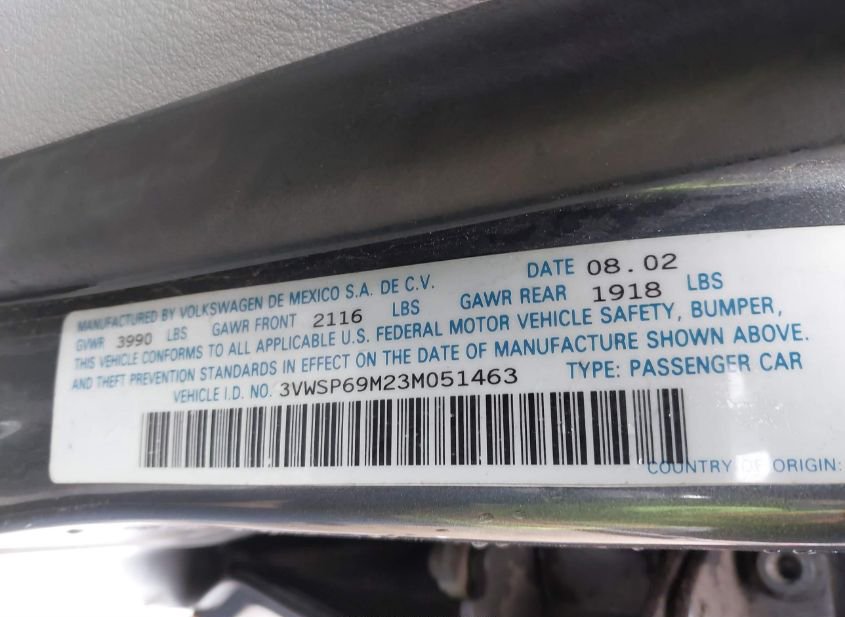 MANUFACTURED BY VOLKSWAGEN DE MEXICO S.A. DE C.V. DATE 08.02
GVWR 3990 LBS GAWR FRONT 2116 LBS GAWR REAR 1918 LBS
THIS VEHICLE CONFORMS TO ALL APPLICABLE U.S. FEDERAL MOTOR VEHICLE SAFETY, BUMPER,
AND THEFT PREVENTION STANDARDS IN EFFECT ON THE DATE OF MANUFACTURE SHOWN ABOVE.
VEHICLE I.D. NO. 3VWSP69M23M051463 TYPE: PASSENGER CAR
COUNTRY OF ORIGIN: